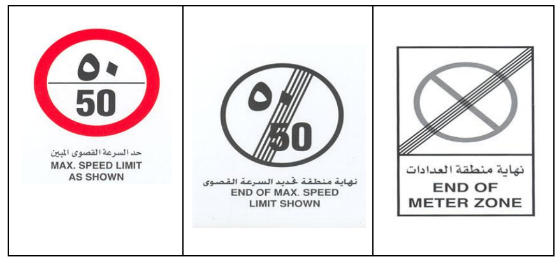 ٥٠
50
حد السرعة القصوى المبين
MAX. SPEED LIMIT
AS SHOWN
٥٠
50
نهاية منطقة تحديد السرعة القصوى
END OF MAX. SPEED
LIMIT SHOWN
نهاية منطقة العدادات
END OF
METER ZONE